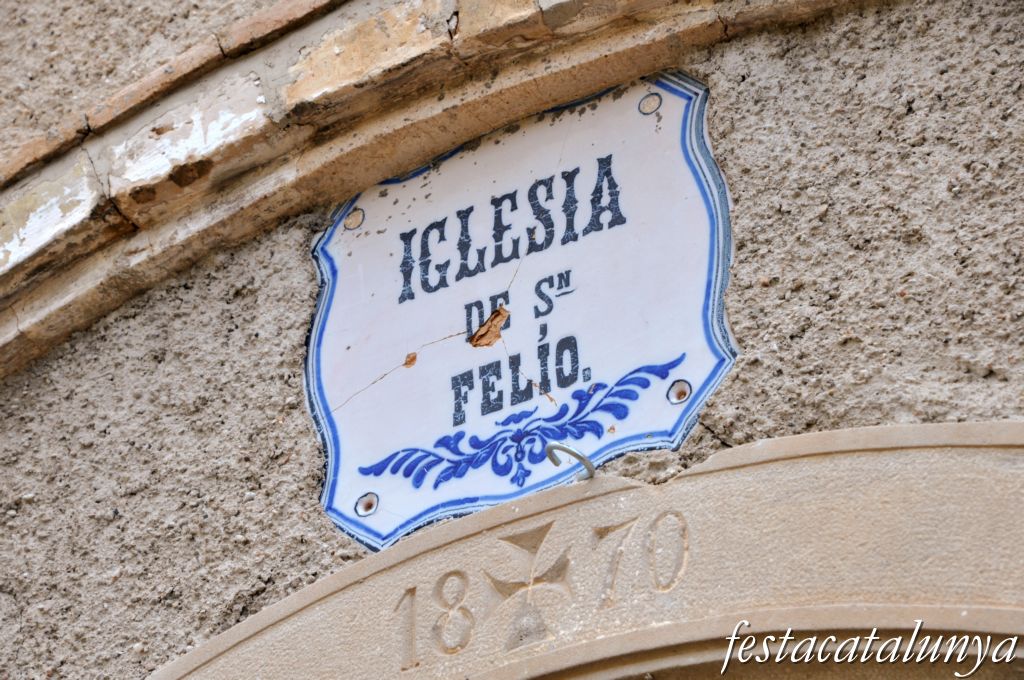 IGLESIA
DE SN
FELÍO.
18 70
festacatalunya